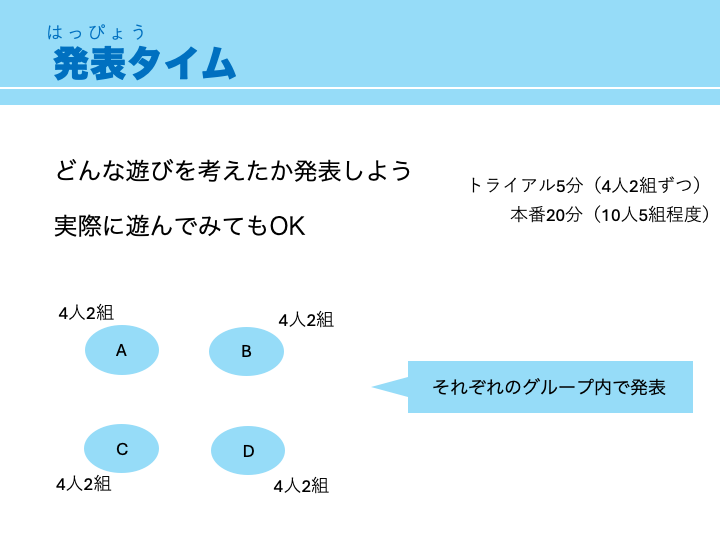 はっぴょう
発表タイム
どんな遊びを考えたか発表しよう
実際に遊んでみてもOK
トライアル5分（4人2組ずつ）
本番20分（10人5組程度）
4人2組
4人2組
A
B
それぞれのグループ内で発表
C
D
4人2組
4人2組